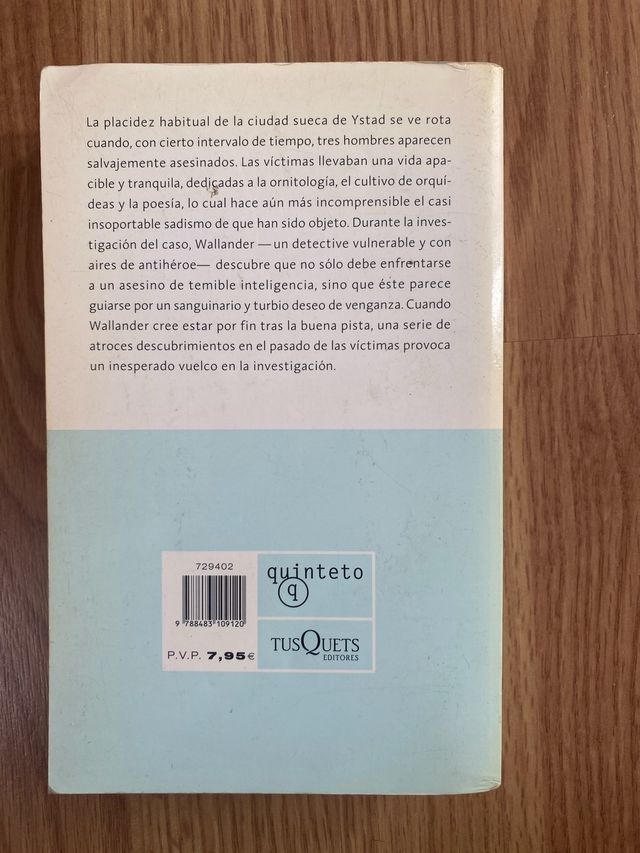 La placidez habitual de la ciudad sueca de Ystad se ve rota
cuando, con cierto intervalo de tiempo, tres hombres aparecen
salvajemente asesinados. Las víctimas llevaban una vida apa-
cible y tranquila, dedicadas a la ornitología, el cultivo de orquí-
deas y la poesía, lo cual hace aún más incomprensible el casi
insoportable sadismo de que han sido objeto. Durante la inves-
tigación del caso, Wallander —un detective vulnerable y con
aires de antihéroe— descubre que no sólo debe enfrentarse
a un asesino de temible inteligencia, sino que éste parece
guiarse por un sanguinario y turbio deseo de venganza. Cuando
Wallander cree estar por fin tras la buena pista, una serie de
atroces descubrimientos en el pasado de las víctimas provoca
un inesperado vuelco en la investigación.
729402
9 788483 109120
P.V.P. 7,95€
quinteto
q
TUSQUETS
EDITORES